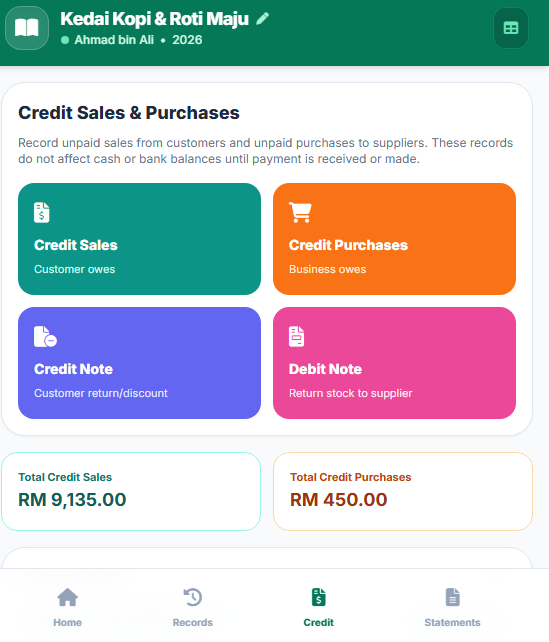 Kedai Kopi & Roti Maju
Ahmad bin Ali • 2026
Credit Sales & Purchases
Record unpaid sales from customers and unpaid purchases to suppliers. These records
do not affect cash or bank balances until payment is received or made.
Credit Sales
Customer owes
Credit Purchases
Business owes
Credit Note
Customer return/discount
Debit Note
Return stock to supplier
Total Credit Sales
RM 9,135.00
Total Credit Purchases
RM 450.00
Home
Records
Credit
Statements